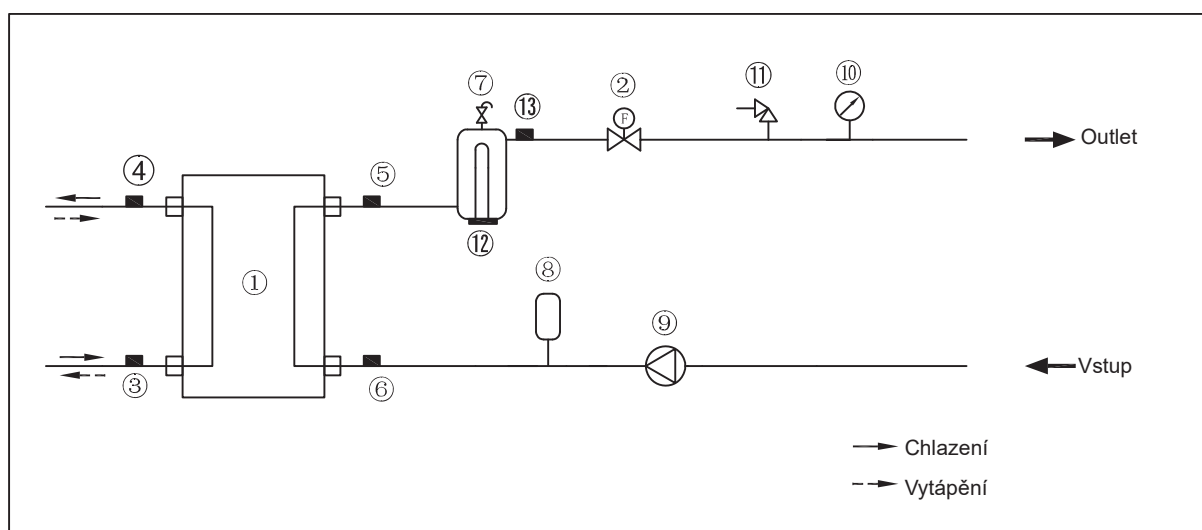 ⑦
⑬
②
F
⑪
⑩
Outlet
④
⑤
⑫
①
⑧
⑨
③
⑥
Vstup
Chlazení
Vytápění